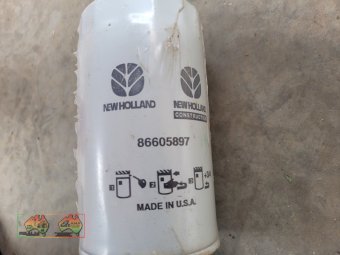 NEW HOLLAND
NEW HOLLAND
CONSTRUCTION
86605897
MADE IN U.S.A.